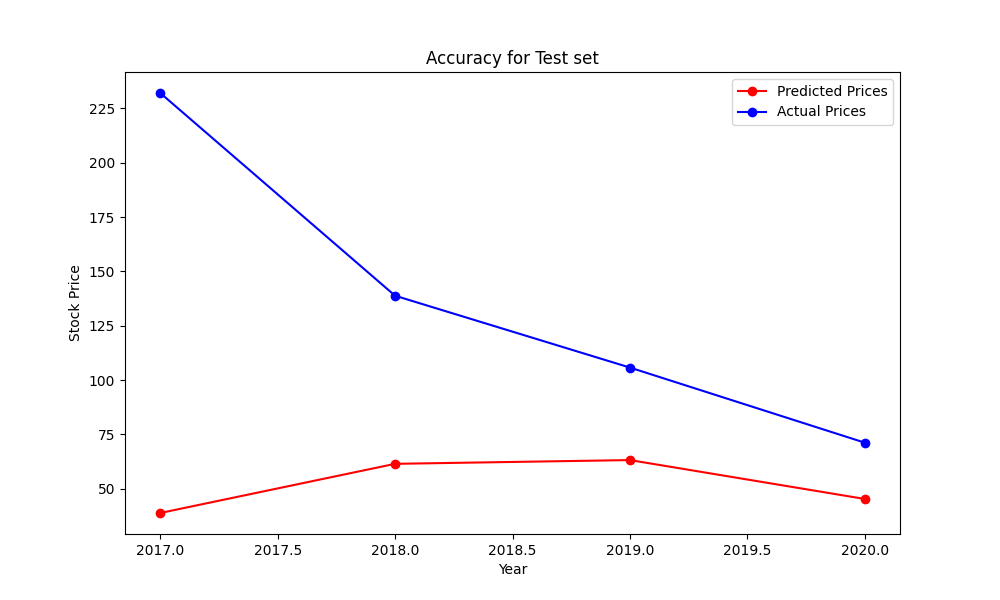 Accuracy for Test set
Predicted Prices
Actual Prices
225
200
175
150
125
100
75
50
Stock Price
2017.0 2017.5 2018.0 2018.5 2019.0 2019.5 2020.0
Year